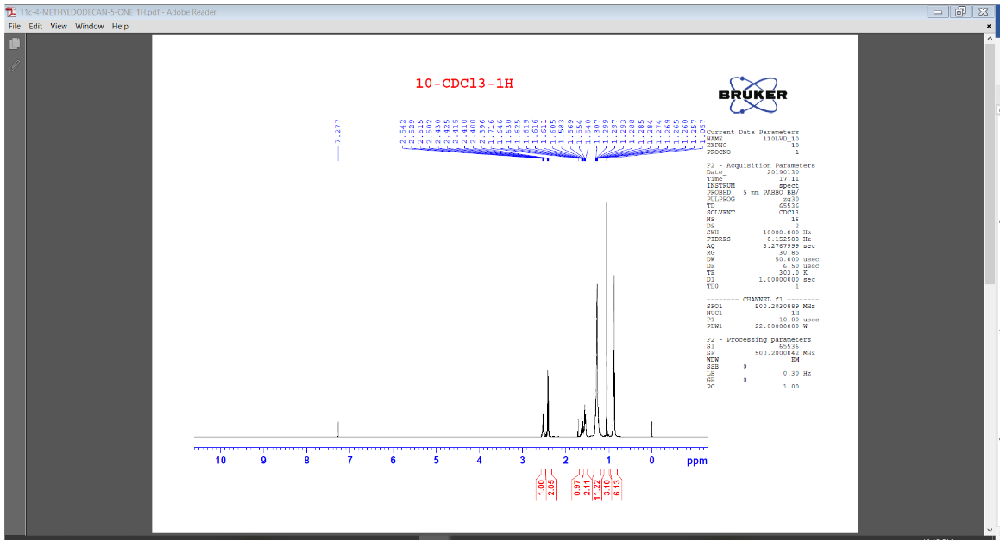 11c-4-METHYLDODECAN-5-ONE_1H.pdf - Adobe Reader
File Edit View Window Help
10-CDCl3-1H
BRUKER
7.277
2.542
2.529
2.515
2.502
2.430
2.425
2.415
2.410
2.400
2.396
1.716
1.646
1.630
1.625
1.619
1.616
1.611
1.605
1.583
1.569
1.554
1.540
1.307
1.299
1.297
1.293
1.288
1.285
1.284
1.274
1.269
1.265
1.260
1.257
1.057
Current Data Parameters
NAME 110LVD_10
EXPNO 10
PROCNO 1
F2 - Acquisition Parameters
Date_ 20190130
Time 17.11
INSTRUM spect
PROBHD 5 mm PABBO BB/
PULPROG zg30
TD 65536
SOLVENT CDCl3
NS 16
DS 2
SWH 10000.000 Hz
FIDRES 0.152588 Hz
AQ 3.2767999 sec
RG 30.85
DW 50.000 usec
DE 6.50 usec
TE 303.0 K
D1 1.00000000 sec
TD0 1
======== CHANNEL f1 ========
SFO1 500.2030889 MHz
NUC1 1H
P1 10.00 usec
PLW1 22.00000000 W
F2 - Processing parameters
SI 65536
SF 500.2000042 MHz
WDW EM
SSB 0
LB 0.30 Hz
GB 0
PC 1.00
10 9 8 7 6 5 4 3 2 1 0 ppm
1.00
2.05
0.97
2.11
11.22
3.10
6.13